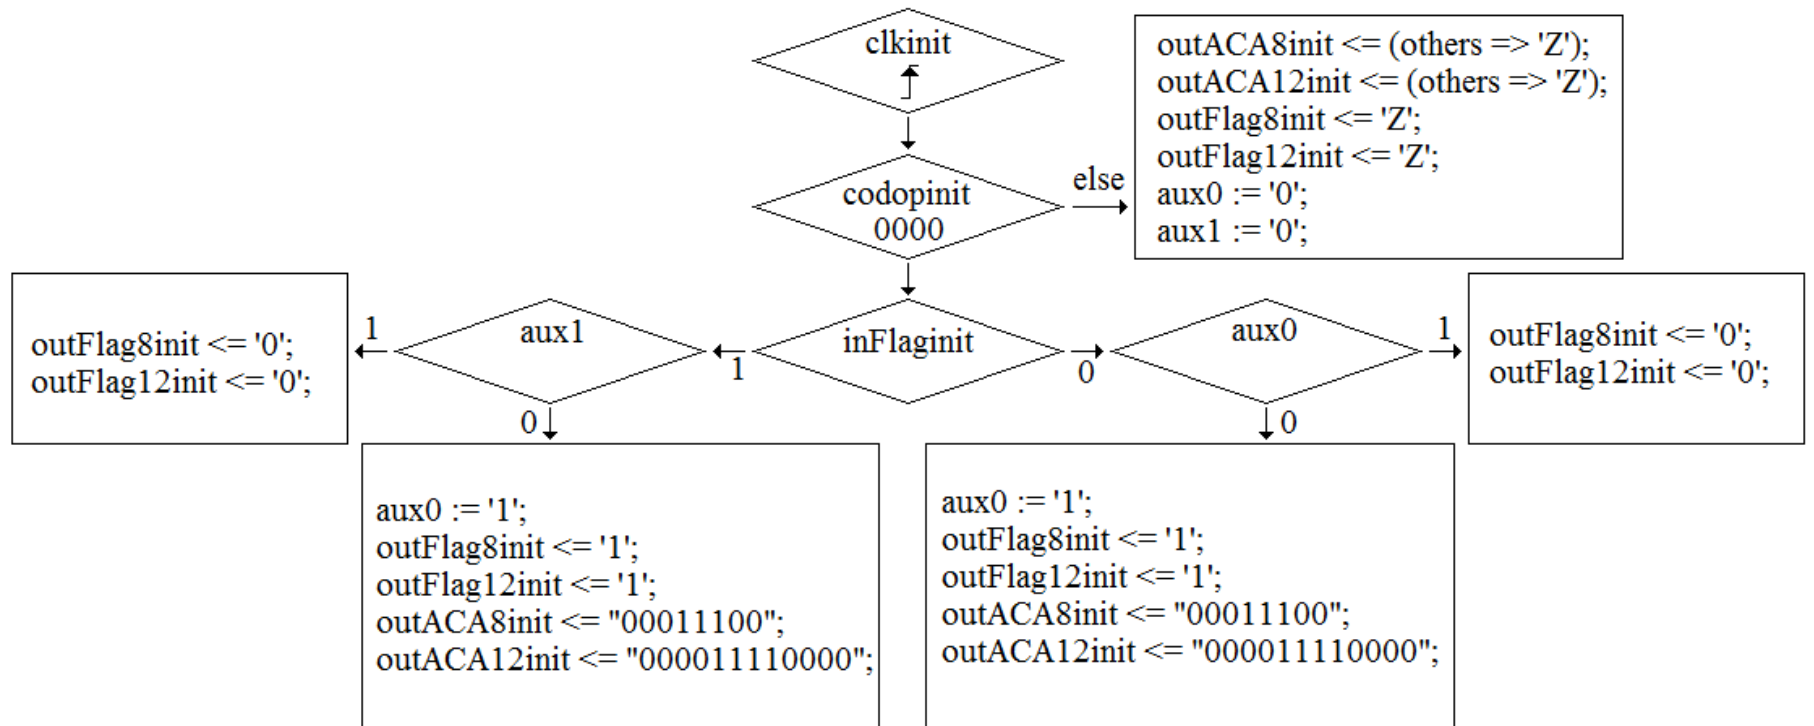 clkinit
outACA8init <= (others => 'Z');
outACA12init <= (others => 'Z');
outFlag8init <= 'Z';
outFlag12init <= 'Z';
aux0 := '0';
aux1 := '0';
codopinit
0000
else
outFlag8init <= '0';
outFlag12init <= '0';
1
aux1
1
inFlaginit
0
aux0
1
outFlag8init <= '0';
outFlag12init <= '0';
0
0
aux0 := '1';
outFlag8init <= '1';
outFlag12init <= '1';
outACA8init <= "00011100";
outACA12init <= "000011110000";
aux0 := '1';
outFlag8init <= '1';
outFlag12init <= '1';
outACA8init <= "00011100";
outACA12init <= "000011110000";